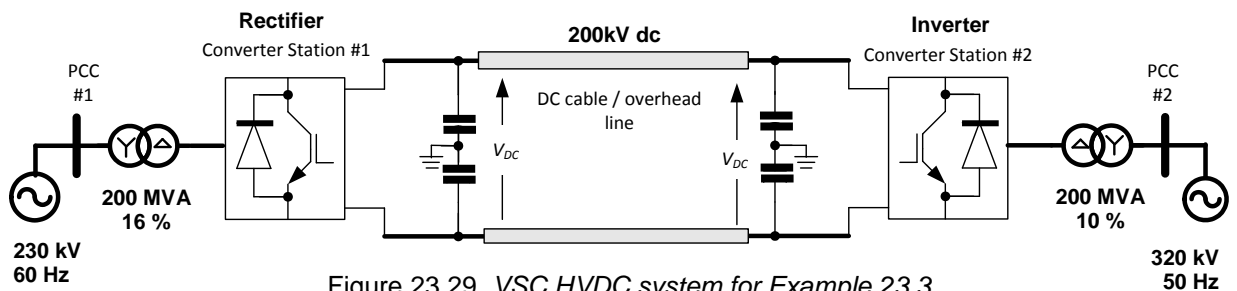 Rectifier
Converter Station #1
200kV dc
Inverter
Converter Station #2
PCC
#1
PCC
#2
DC cable / overhead
line
VDC
VDC
200 MVA
16 %
200 MVA
10 %
230 kV
60 Hz
320 kV
50 Hz
Figure 23.29. VSC HVDC system for Example 23.3.